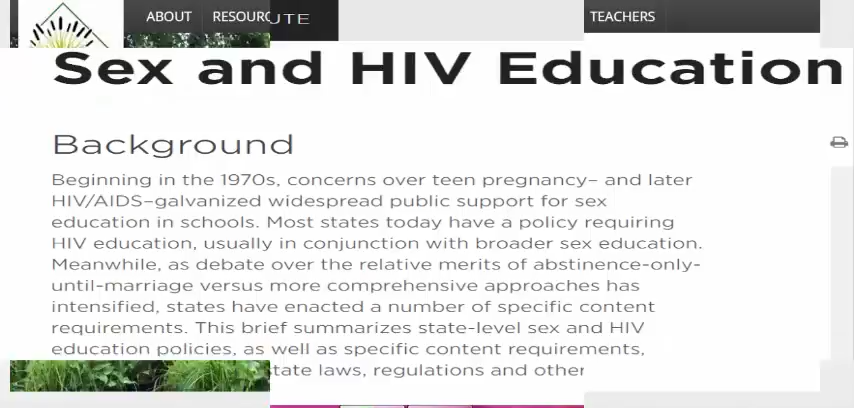 ABOUT RESOURC UTE TEACHERS
Sex and HIV Education
Background
Beginning in the 1970s, concerns over teen pregnancy– and later
HIV/AIDS–galvanized widespread public support for sex
education in schools. Most states today have a policy requiring
HIV education, usually in conjunction with broader sex education.
Meanwhile, as debate over the relative merits of abstinence-only-
until-marriage versus more comprehensive approaches has
intensified, states have enacted a number of specific content
requirements. This brief summarizes state-level sex and HIV
education policies, as well as specific content requirements,
tate laws, regulations and other